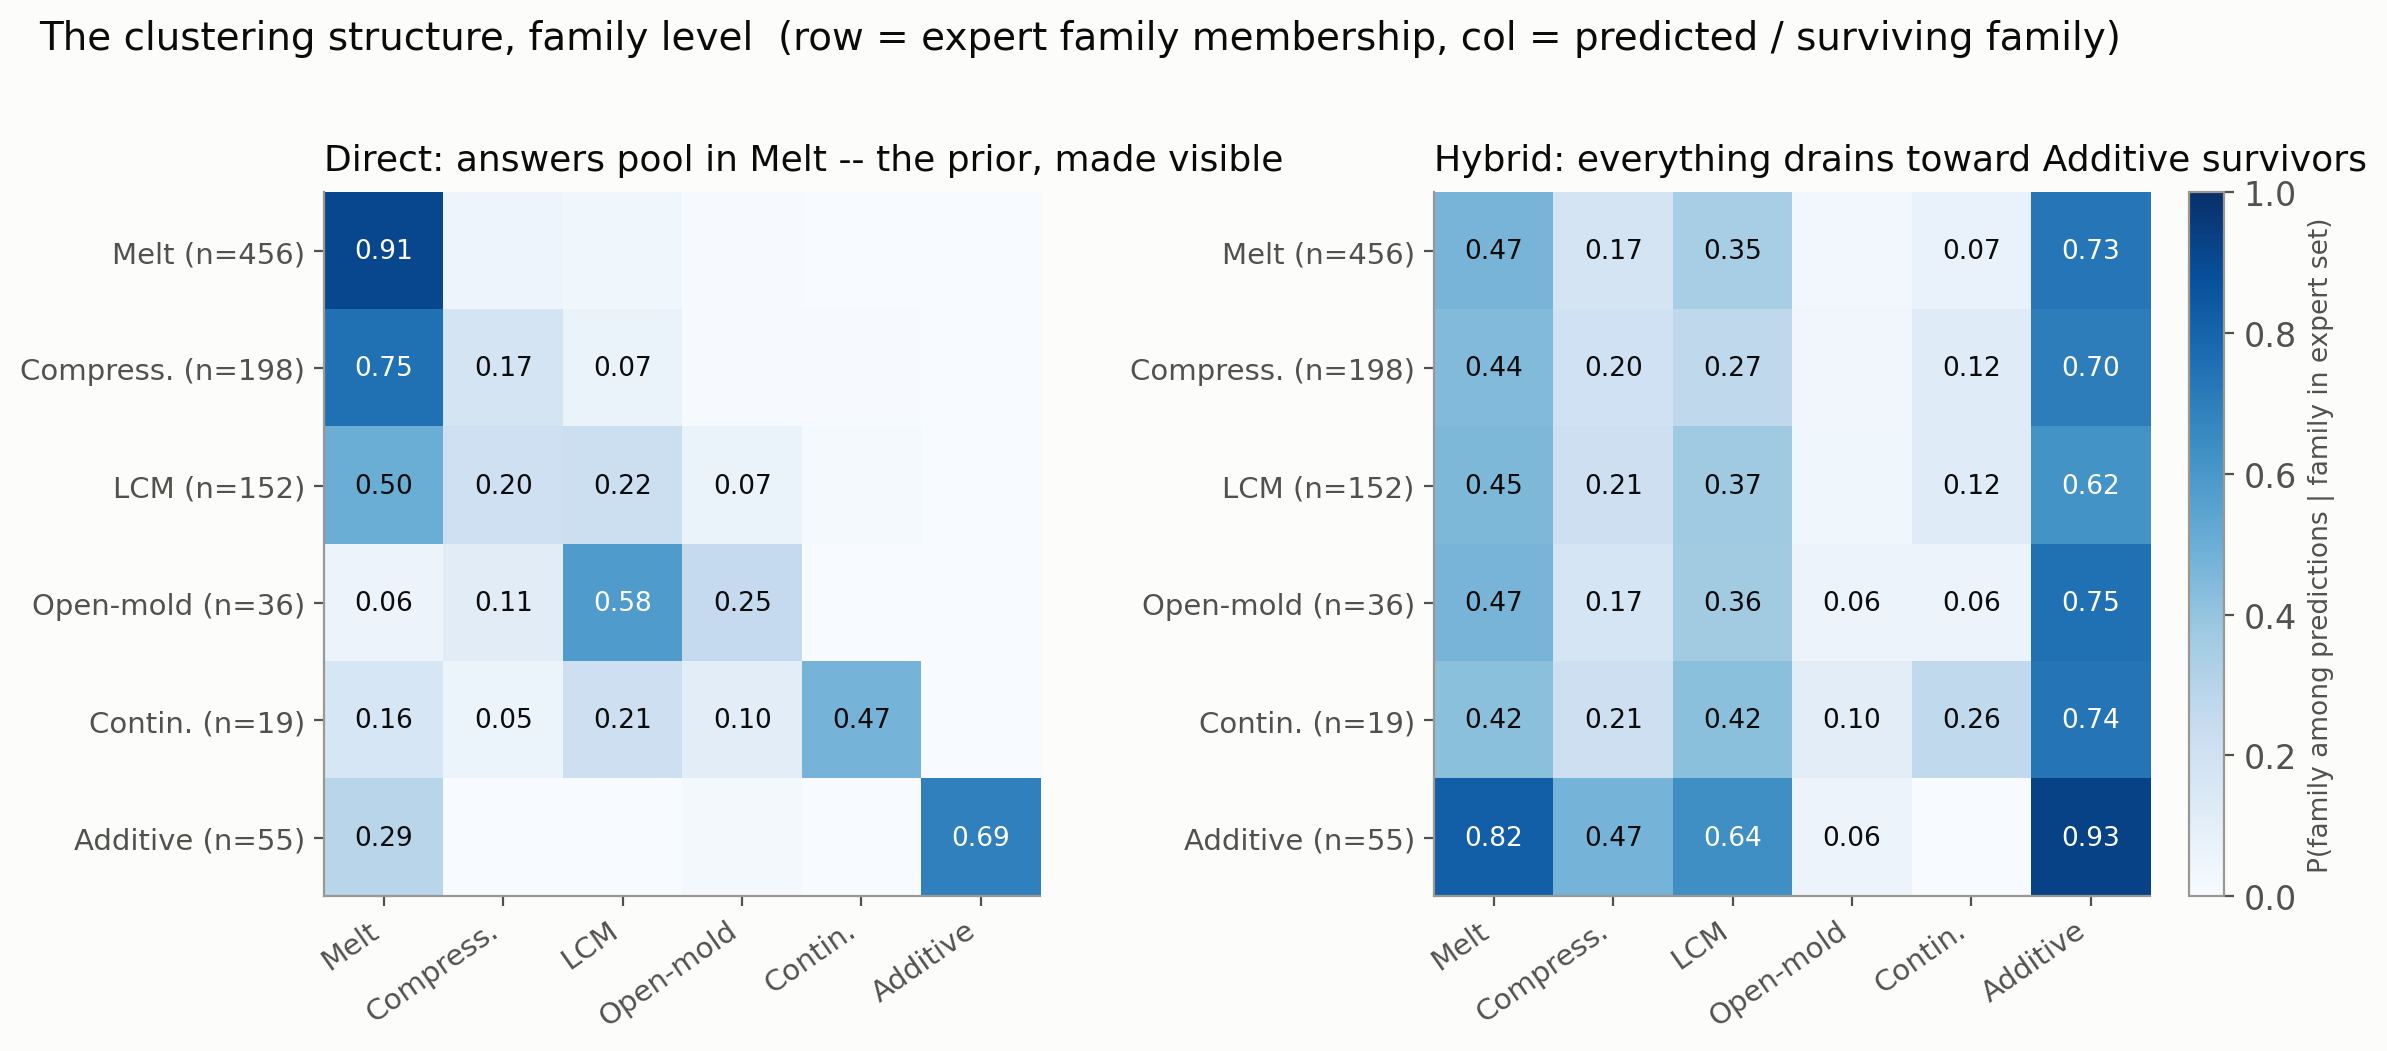 The clustering structure, family level  (row = expert family membership, col = predicted / surviving family)
Direct: answers pool in Melt -- the prior, made visible
Melt (n=456)
0.91
Compress. (n=198)
0.75 0.17 0.07
LCM (n=152)
0.50 0.20 0.22 0.07
Open-mold (n=36)
0.06 0.11 0.58 0.25
Contin. (n=19)
0.16 0.05 0.21 0.10 0.47
Additive (n=55)
0.29 0.69
Melt
Compress.
LCM
Open-mold
Contin.
Additive
Hybrid: everything drains toward Additive survivors
Melt (n=456)
0.47 0.17 0.35 0.07 0.73
Compress. (n=198)
0.44 0.20 0.27 0.12 0.70
LCM (n=152)
0.45 0.21 0.37 0.12 0.62
Open-mold (n=36)
0.47 0.17 0.36 0.06 0.06 0.75
Contin. (n=19)
0.42 0.21 0.42 0.10 0.26 0.74
Additive (n=55)
0.82 0.47 0.64 0.06 0.93
Melt
Compress.
LCM
Open-mold
Contin.
Additive
1.0
0.8
0.6
0.4
0.2
0.0
P(family among predictions | family in expert set)